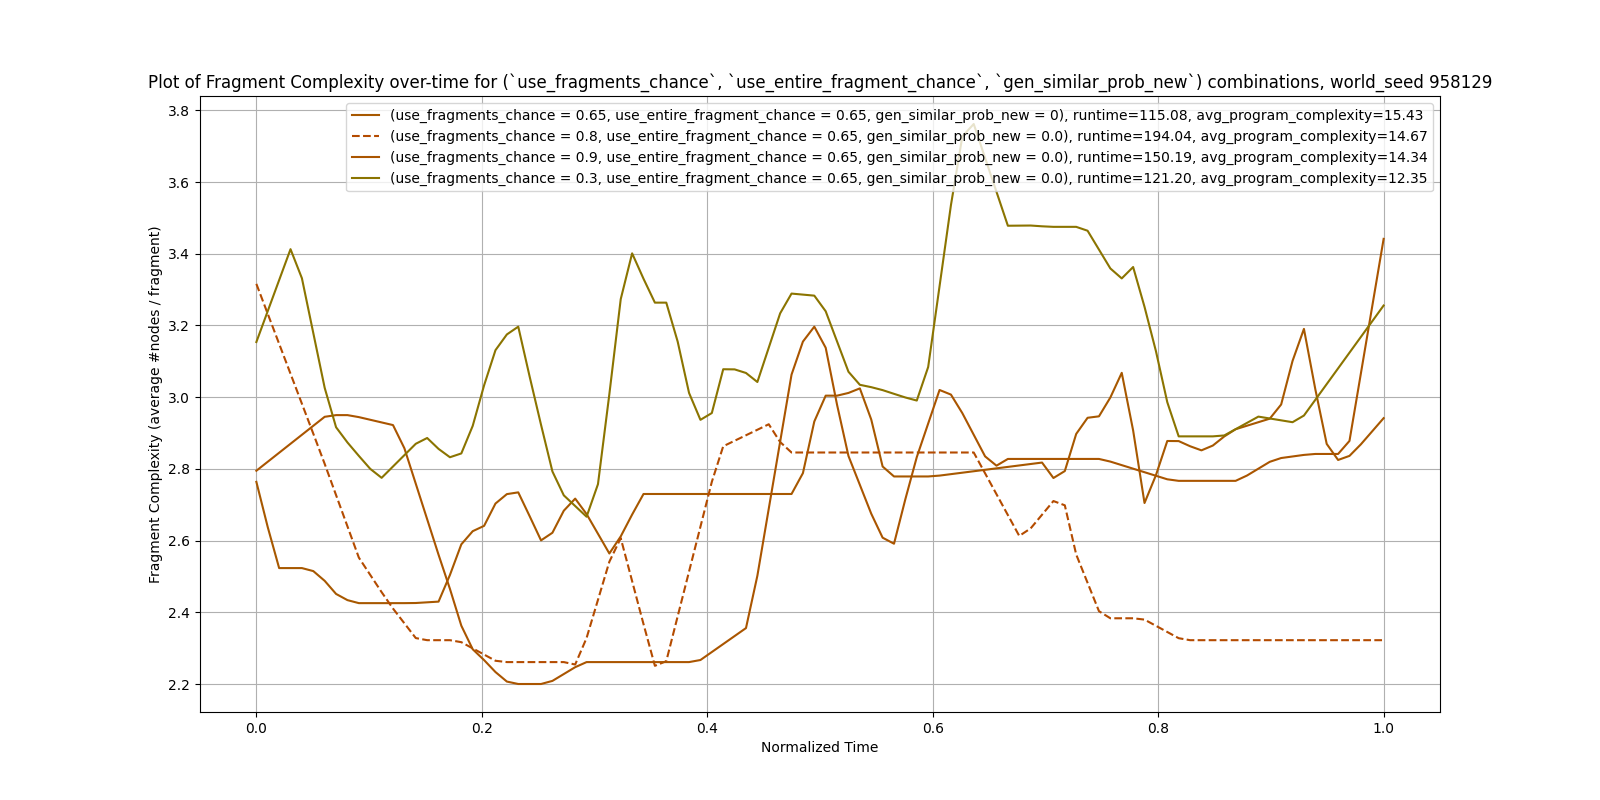 Plot of Fragment Complexity over-time for (`use_fragments_chance`, `use_entire_fragment_chance`, `gen_similar_prob_new`) combinations, world_seed 958129
(use_fragments_chance = 0.65, use_entire_fragment_chance = 0.65, gen_similar_prob_new = 0), runtime=115.08, avg_program_complexity=15.43
(use_fragments_chance = 0.8, use_entire_fragment_chance = 0.65, gen_similar_prob_new = 0.0), runtime=194.04, avg_program_complexity=14.67
(use_fragments_chance = 0.9, use_entire_fragment_chance = 0.65, gen_similar_prob_new = 0.0), runtime=150.19, avg_program_complexity=14.34
(use_fragments_chance = 0.3, use_entire_fragment_chance = 0.65, gen_similar_prob_new = 0.0), runtime=121.20, avg_program_complexity=12.35
Fragment Complexity (average #nodes / fragment)
3.8
3.6
3.4
3.2
3.0
2.8
2.6
2.4
2.2
0.0 0.2 0.4 0.6 0.8 1.0
Normalized Time